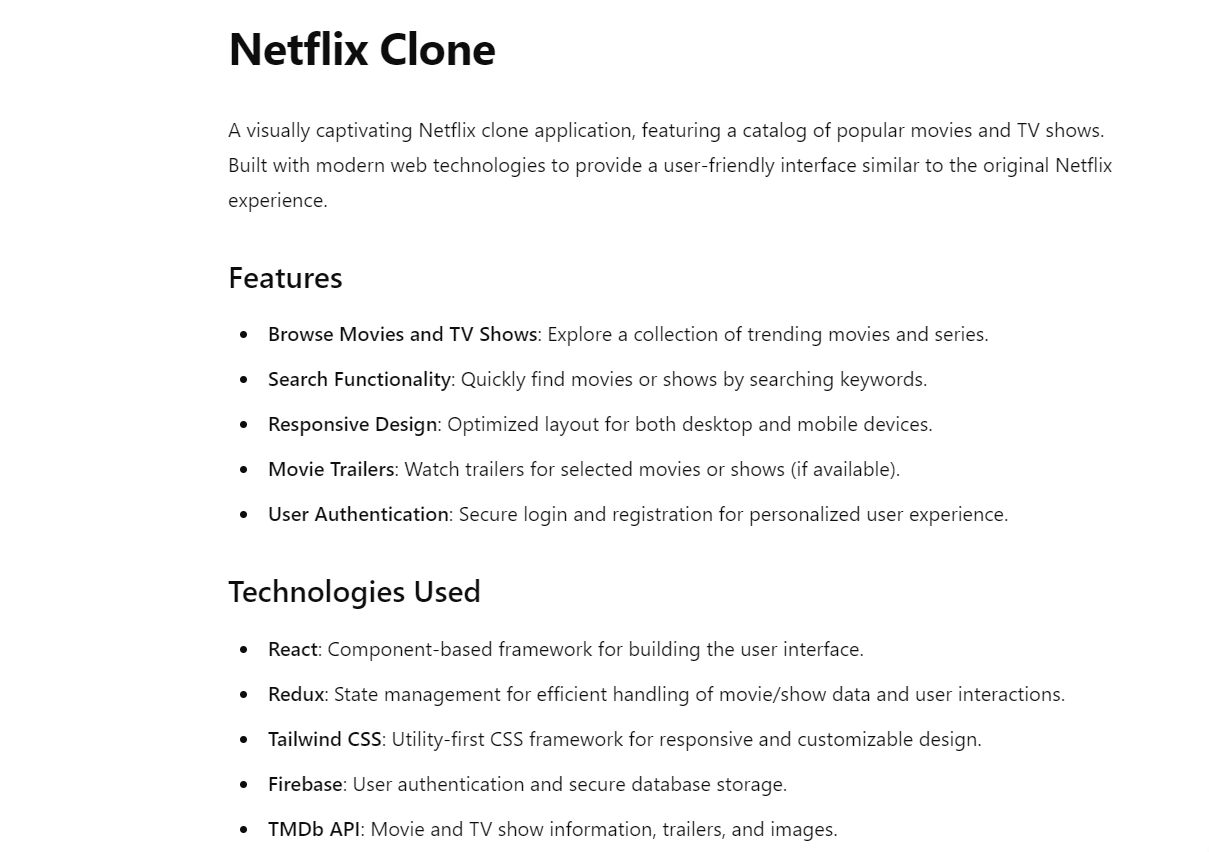 Netflix Clone
A visually captivating Netflix clone application, featuring a catalog of popular movies and TV shows.
Built with modern web technologies to provide a user-friendly interface similar to the original Netflix
experience.
Features
• Browse Movies and TV Shows: Explore a collection of trending movies and series.
• Search Functionality: Quickly find movies or shows by searching keywords.
• Responsive Design: Optimized layout for both desktop and mobile devices.
• Movie Trailers: Watch trailers for selected movies or shows (if available).
• User Authentication: Secure login and registration for personalized user experience.
Technologies Used
• React: Component-based framework for building the user interface.
• Redux: State management for efficient handling of movie/show data and user interactions.
• Tailwind CSS: Utility-first CSS framework for responsive and customizable design.
• Firebase: User authentication and secure database storage.
• TMDb API: Movie and TV show information, trailers, and images.